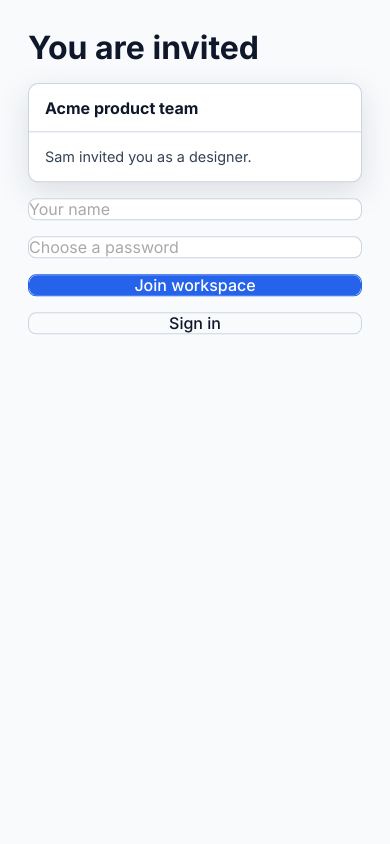 You are invited
Acme product team
Sam invited you as a designer.
Your name
Choose a password
Join workspace
Sign in